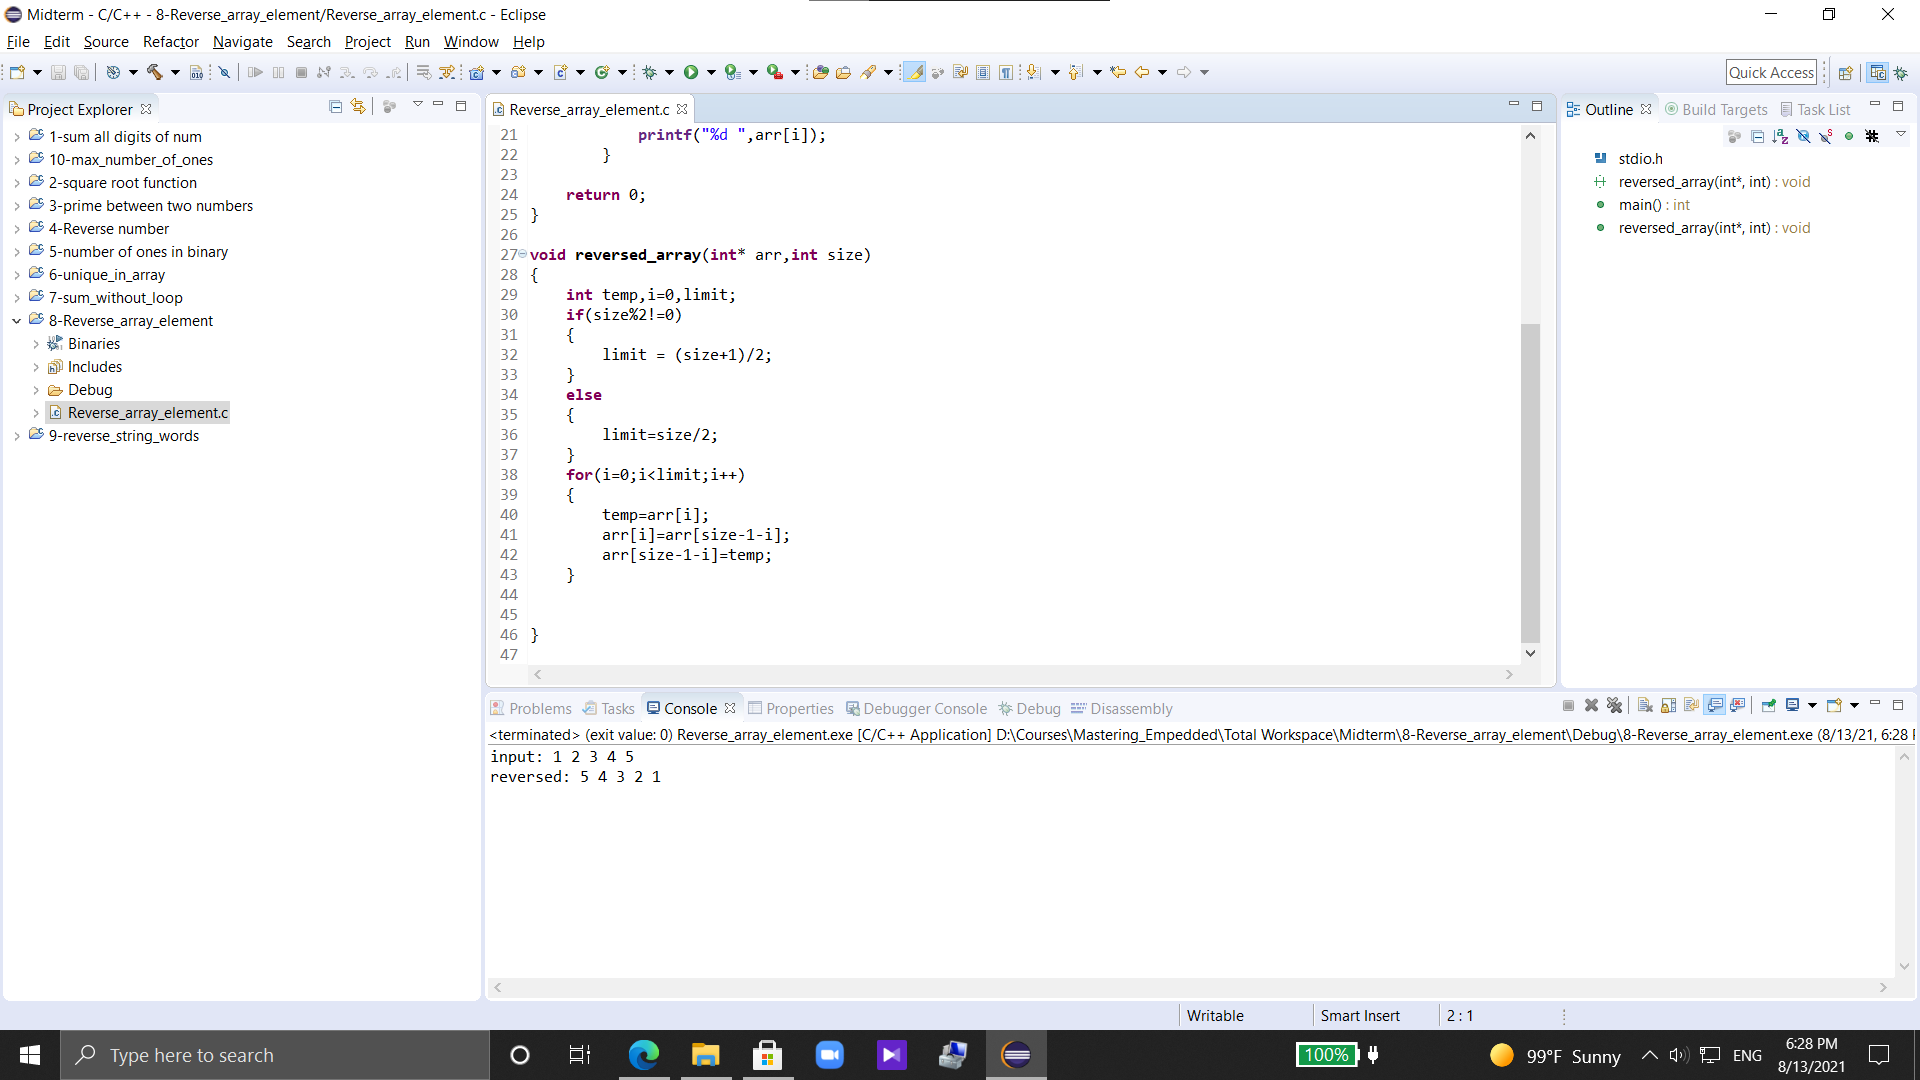 Midterm - C/C++ - 8-Reverse_array_element/Reverse_array_element.c - Eclipse
File Edit Source Refactor Navigate Search Project Run Window Help
Quick Access
Project Explorer
1-sum all digits of num
10-max_number_of_ones
2-square root function
3-prime between two numbers
4-Reverse number
5-number of ones in binary
6-unique_in_array
7-sum_without_loop
8-Reverse_array_element
Binaries
Includes
Debug
Reverse_array_element.c
9-reverse_string_words
Reverse_array_element.c
21 printf("%d ",arr[i]);
22 }
23
24 return 0;
25 }
26
27 void reversed_array(int* arr,int size)
28 {
29 int temp,i=0,limit;
30 if(size%2!=0)
31 {
32 limit = (size+1)/2;
33 }
34 else
35 {
36 limit=size/2;
37 }
38 for(i=0;i<limit;i++)
39 {
40 temp=arr[i];
41 arr[i]=arr[size-1-i];
42 arr[size-1-i]=temp;
43 }
44
45
46 }
47
Outline Build Targets Task List
stdio.h
reversed_array(int*, int) : void
main() : int
reversed_array(int*, int) : void
Problems Tasks Console Properties Debugger Console Debug Disassembly
<terminated> (exit value: 0) Reverse_array_element.exe [C/C++ Application] D:\Courses\Mastering_Empedded\Total Workspace\Midterm\8-Reverse_array_element\Debug\8-Reverse_array_element.exe (8/13/21, 6:28
input: 1 2 3 4 5
reversed: 5 4 3 2 1
Writable Smart Insert 2 : 1
Type here to search
100%
99°F Sunny
ENG
6:28 PM
8/13/2021